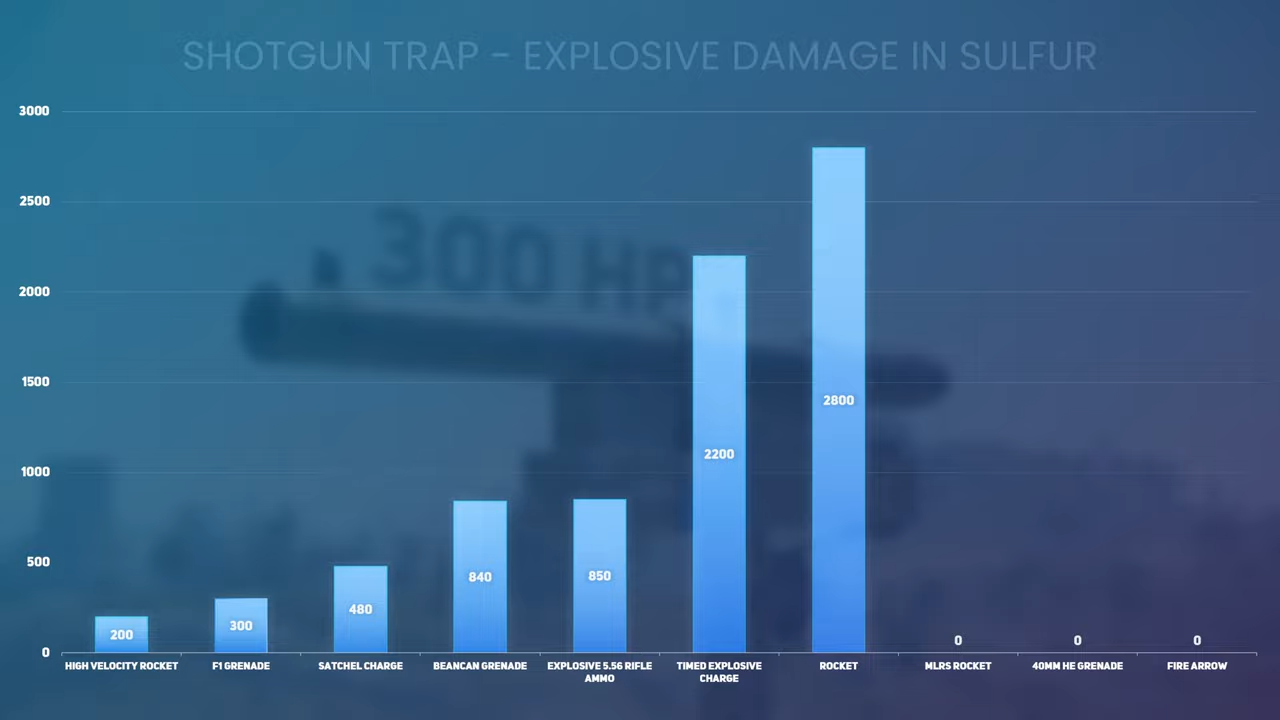 SHOTGUN TRAP - EXPLOSIVE DAMAGE IN SULFUR
3000
2500
2000
1500
1000
500
0
300 HP
200
300
480
840
850
2200
2800
0
0
0
HIGH VELOCITY ROCKET
F1 GRENADE
SATCHEL CHARGE
BEANCAN GRENADE
EXPLOSIVE 5.56 RIFLE
AMMO
TIMED EXPLOSIVE
CHARGE
ROCKET
MLRS ROCKET
40MM HE GRENADE
FIRE ARROW